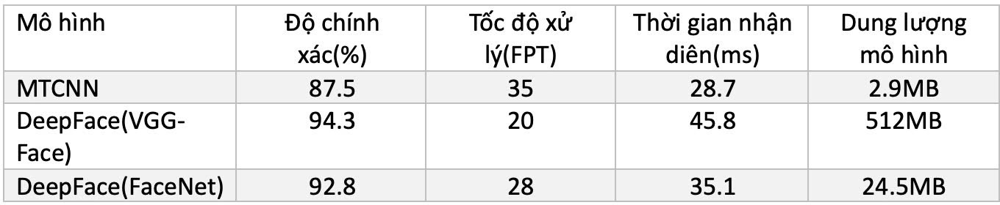 Mô hình
Độ chính
xác(%)
Tốc độ xử
lý(FPT)
Thời gian nhận
diên(ms)
Dung lượng
mô hình
MTCNN
87.5
35
28.7
2.9MB
DeepFace(VGG-
Face)
94.3
20
45.8
512MB
DeepFace(FaceNet)
92.8
28
35.1
24.5MB